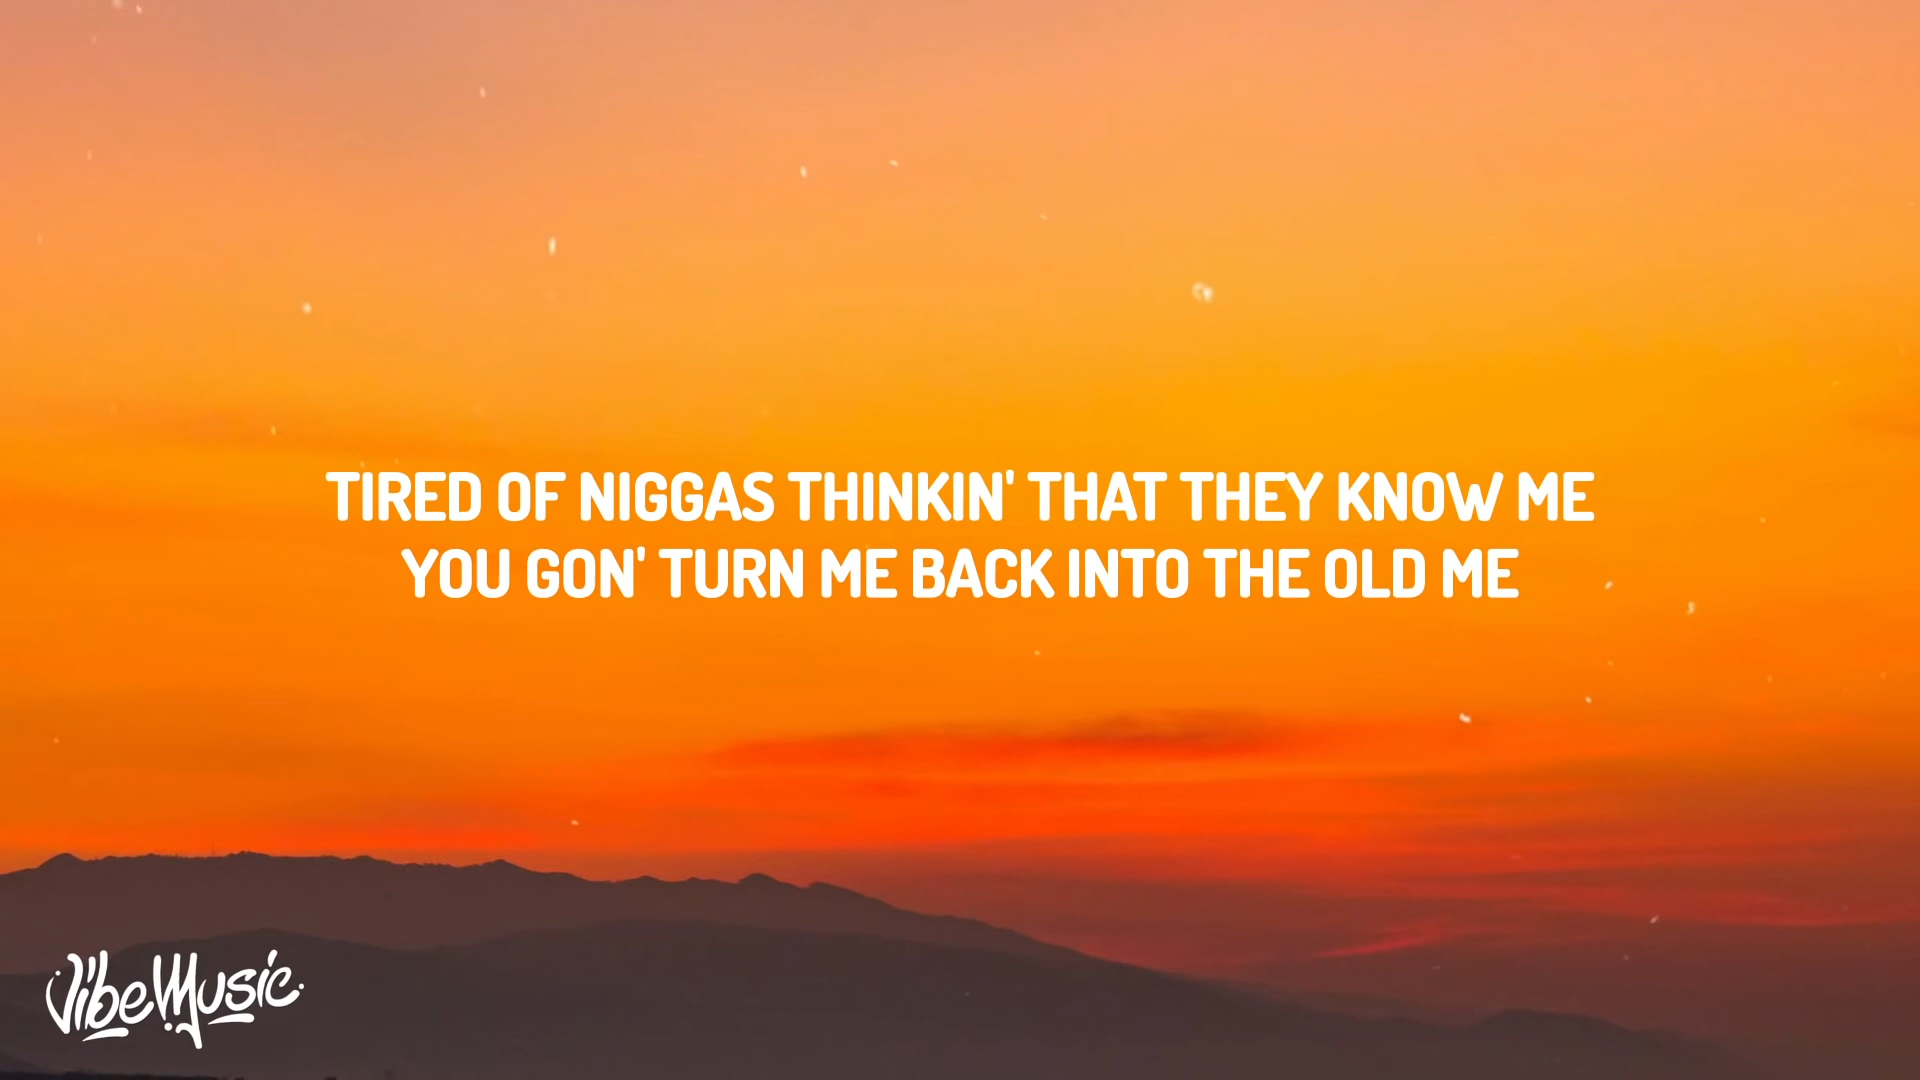 TIRED OF NIGGAS THINKIN' THAT THEY KNOW ME
YOU GON' TURN ME BACK INTO THE OLD ME
VibeMusic